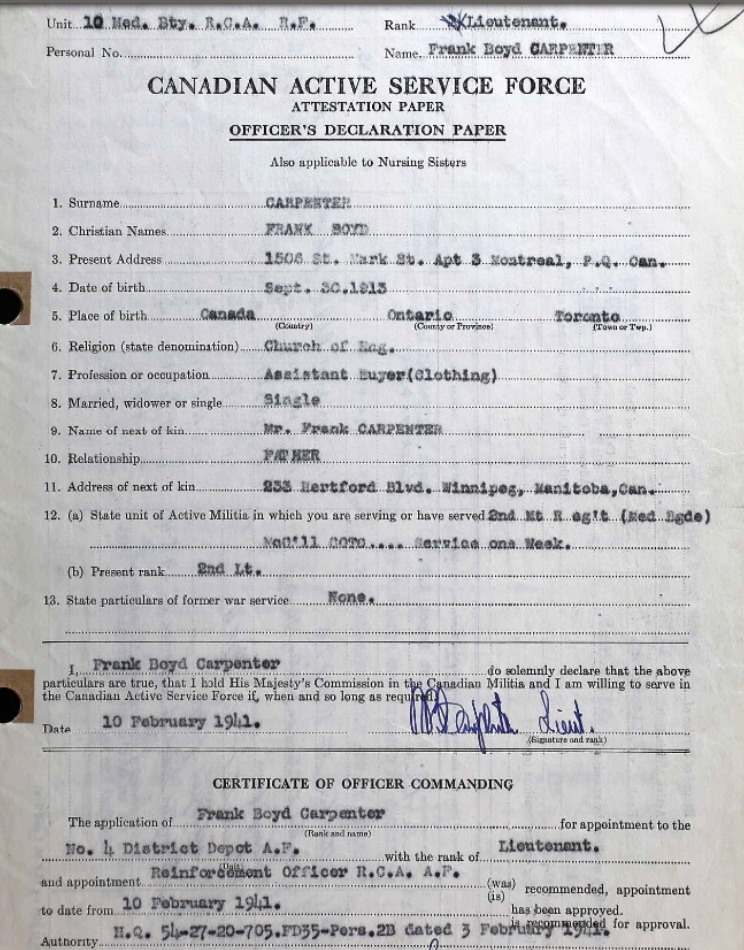 Unit 10 Med. Bty. R.C.A. R.F. Rank Lieutenant.
Personal No. Name. Frank Boyd CARPENTER
CANADIAN ACTIVE SERVICE FORCE
ATTESTATION PAPER
OFFICER'S DECLARATION PAPER
Also applicable to Nursing Sisters
1. Surname CARPENTER
2. Christian Names FRANK BOYD
3. Present Address 1506 St. Mark St. Apt 3 Montreal, P.Q. Can.
4. Date of birth Sept. 30.1913
5. Place of birth Canada Ontario Toronto
(Country) (County or Province) (Town or Twp.)
6. Religion (state denomination) Church of Eng.
7. Profession or occupation Assistant Buyer(Clothing)
8. Married, widower or single Single
9. Name of next of kin Mr. Frank CARPENTER
10. Relationship FATHER
11. Address of next of kin 233 Hertford Blvd. Winnipeg, Manitoba,Can.
12. (a) State unit of Active Militia in which you are serving or have served 2nd Mt R eg't (Med Bgde)
McG'll COTC.... Service one Week.
(b) Present rank 2nd Lt.
13. State particulars of former war service None.
I, Frank Boyd Carpenter do solemnly declare that the above
particulars are true, that I hold His Majesty's Commission in the Canadian Militia and I am willing to serve in
the Canadian Active Service Force if, when and so long as required.
Date 10 February 1941. Lieut.
(Signature and rank)
CERTIFICATE OF OFFICER COMMANDING
The application of Frank Boyd Carpenter for appointment to the
(Rank and name)
No. 4 District Depot A.F. with the rank of Lieutenant.
(Unit)
and appointment Reinforcement Officer R.C.A. A.F. (was) recommended, appointment
(is)
to date from 10 February 1941. has been approved.
is recommended for approval.
Authority H.Q. 54-27-20-705.FD35-Pers.2B dated 3 February 1941.